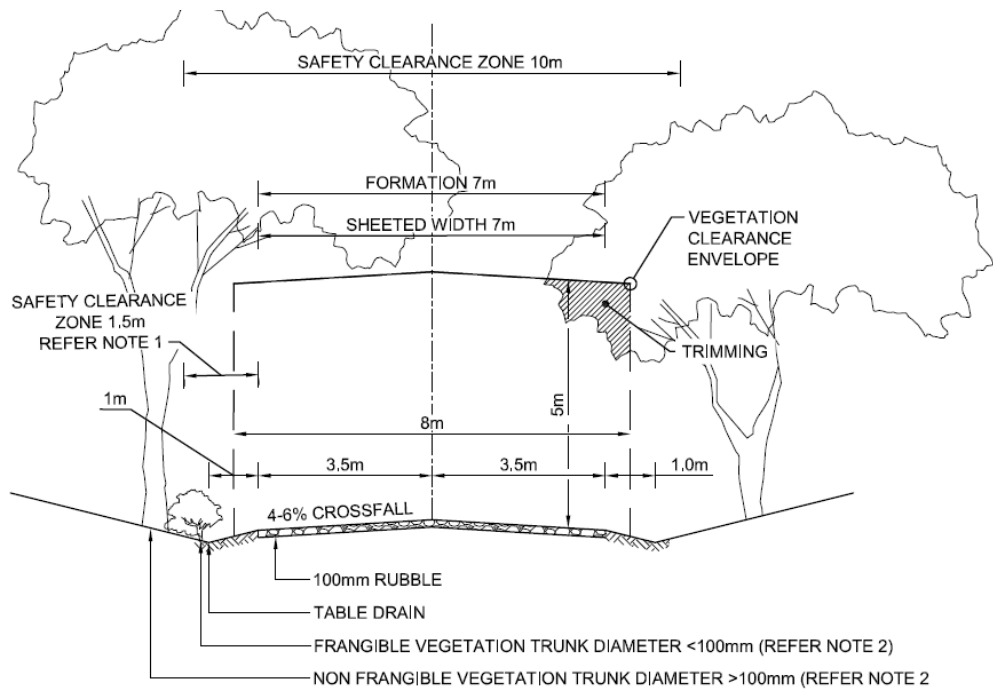 SAFETY CLEARANCE ZONE 10m
FORMATION 7m
SHEETED WIDTH 7m
VEGETATION
CLEARANCE
ENVELOPE
SAFETY CLEARANCE
ZONE 1.5m
REFER NOTE 1
TRIMMING
1m
5m
8m
3.5m
3.5m
1.0m
4-6% CROSSFALL
100mm RUBBLE
TABLE DRAIN
FRANGIBLE VEGETATION TRUNK DIAMETER <100mm (REFER NOTE 2)
NON FRANGIBLE VEGETATION TRUNK DIAMETER >100mm (REFER NOTE 2